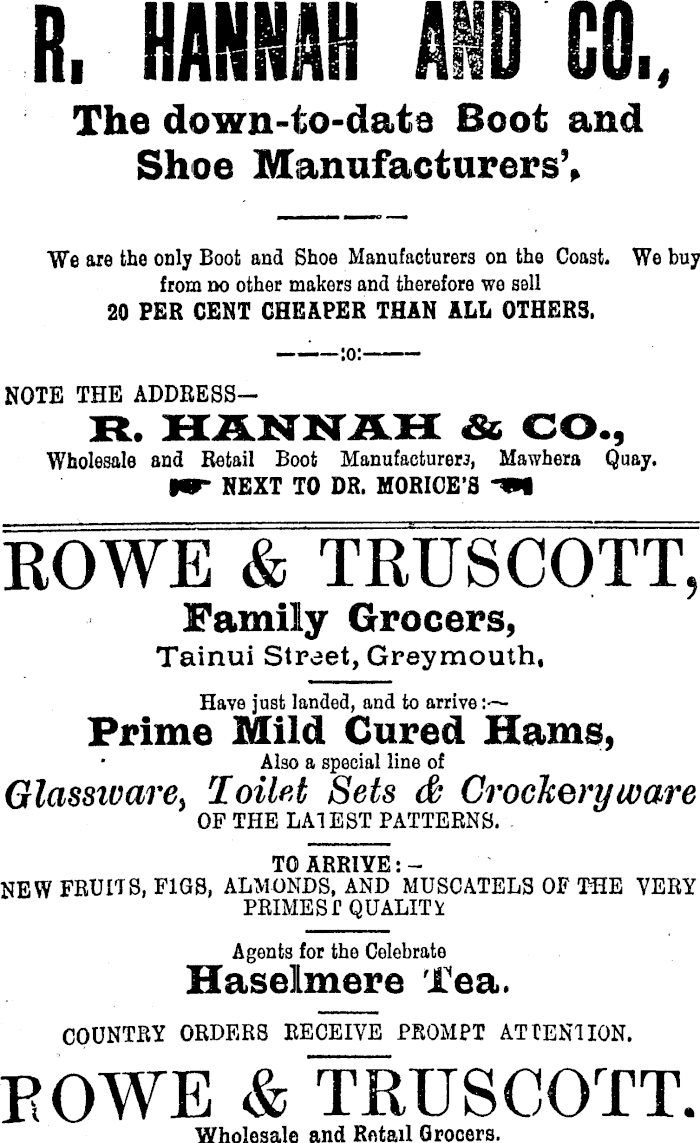 R. HANNAH AND CO.,
The down-to-date Boot and
Shoe Manufacturers',
We are the only Boot and Shoe Manufacturers on the Coast. We buy
from no other makers and therefore we sell
20 PER CENT CHEAPER THAN ALL OTHERS.
———:o:———
NOTE THE ADDRESS—
R. HANNAH & CO.,
Wholesale and Retail Boot Manufacturers, Mawhera Quay.
NEXT TO DR. MORICE'S
ROWE & TRUSCOTT,
Family Grocers,
Tainui Street, Greymouth.
Have just landed, and to arrive:—
Prime Mild Cured Hams,
Also a special line of
Glassware, Toilet Sets & Crockeryware
OF THE LATEST PATTERNS.
TO ARRIVE:—
NEW FRUITS, FIGS, ALMONDS, AND MUSCATELS OF THE VERY
PRIMEST QUALITY
Agents for the Celebrate
Haselmere Tea.
COUNTRY ORDERS RECEIVE PROMPT ATTENTION.
ROWE & TRUSCOTT.
Wholesale and Retail Grocers.